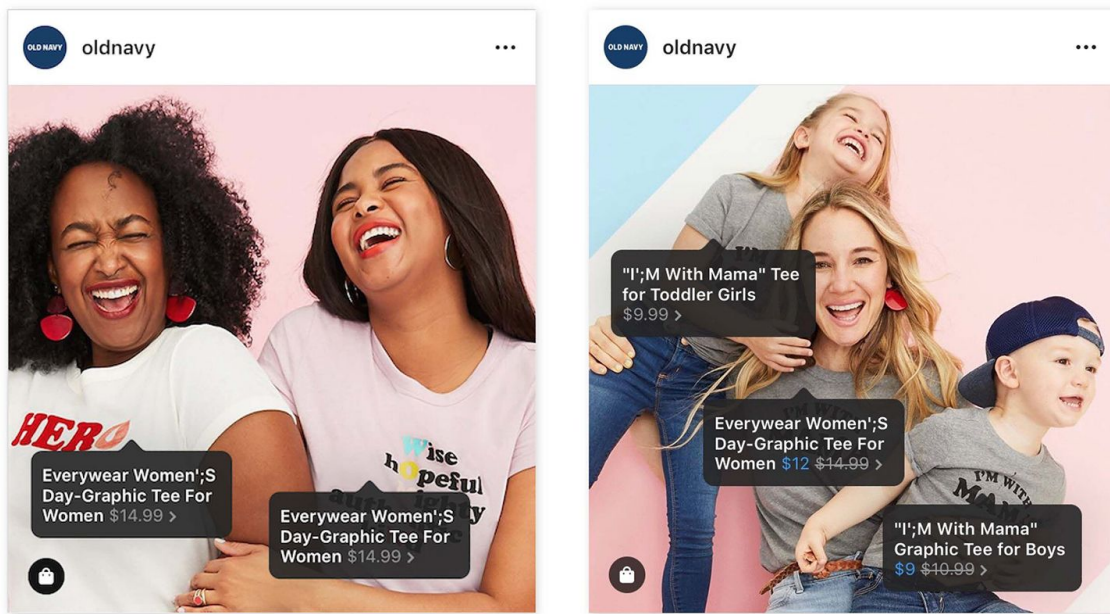 OLD NAVY oldnavy
HERO
Wise
hopeful
Everywear Women';S
Day-Graphic Tee For
Women $14.99 >
Everywear Women';S
Day-Graphic Tee For
Women $14.99 >
OLD NAVY oldnavy
I'M
"I';M With Mama" Tee
for Toddler Girls
$9.99 >
I'M WITH
Everywear Women';S
Day-Graphic Tee For
Women $12 $14.99 >
I'M WITH
MAMA
"I';M With Mama"
Graphic Tee for Boys
$9 $10.99 >